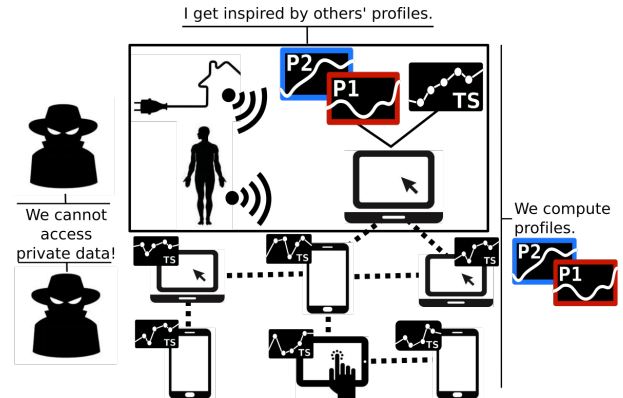 I get inspired by others' profiles.
P2
P1
TS
We cannot
access
private data!
We compute
profiles.
P2
P1
TS
TS
TS
TS
TS
TS